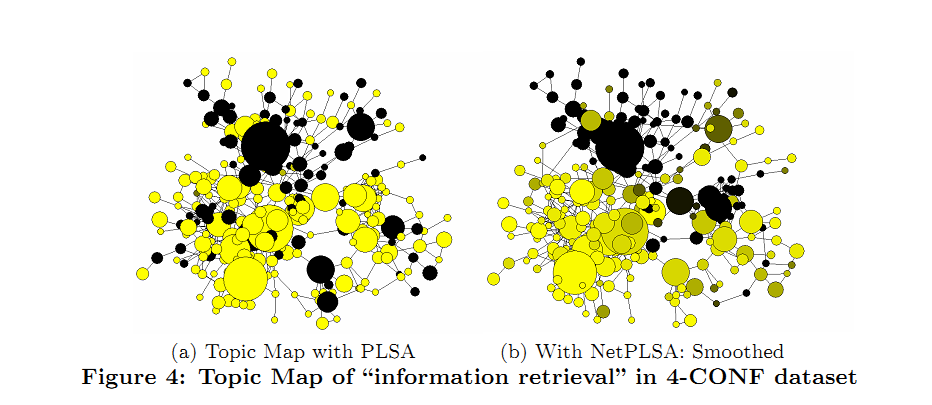 (a) Topic Map with PLSA
(b) With NetPLSA: Smoothed
Figure 4: Topic Map of “information retrieval” in 4-CONF dataset